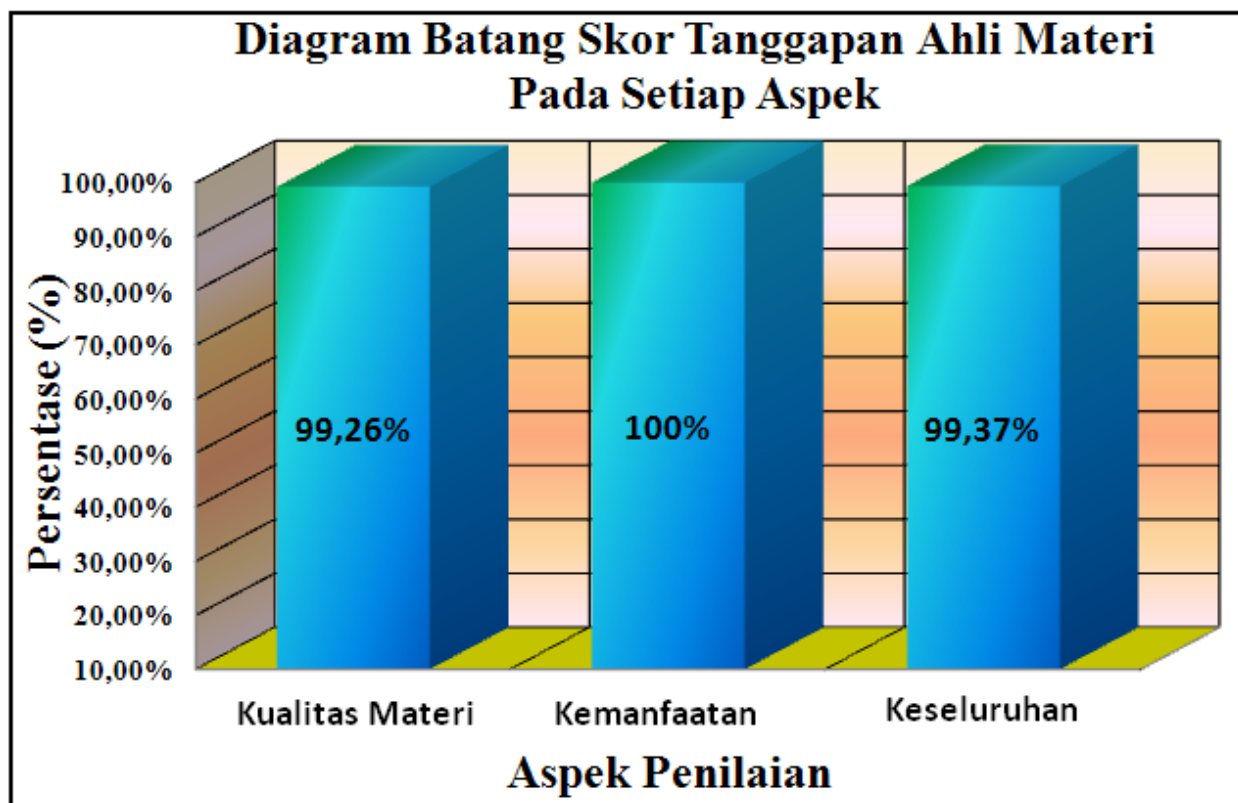 Diagram Batang Skor Tanggapan Ahli Materi
Pada Setiap Aspek
Persentase (%)
100,00%
90,00%
80,00%
70,00%
60,00%
50,00%
40,00%
30,00%
20,00%
10,00%
99,26%
100%
99,37%
Kualitas Materi
Kemanfaatan
Keseluruhan
Aspek Penilaian